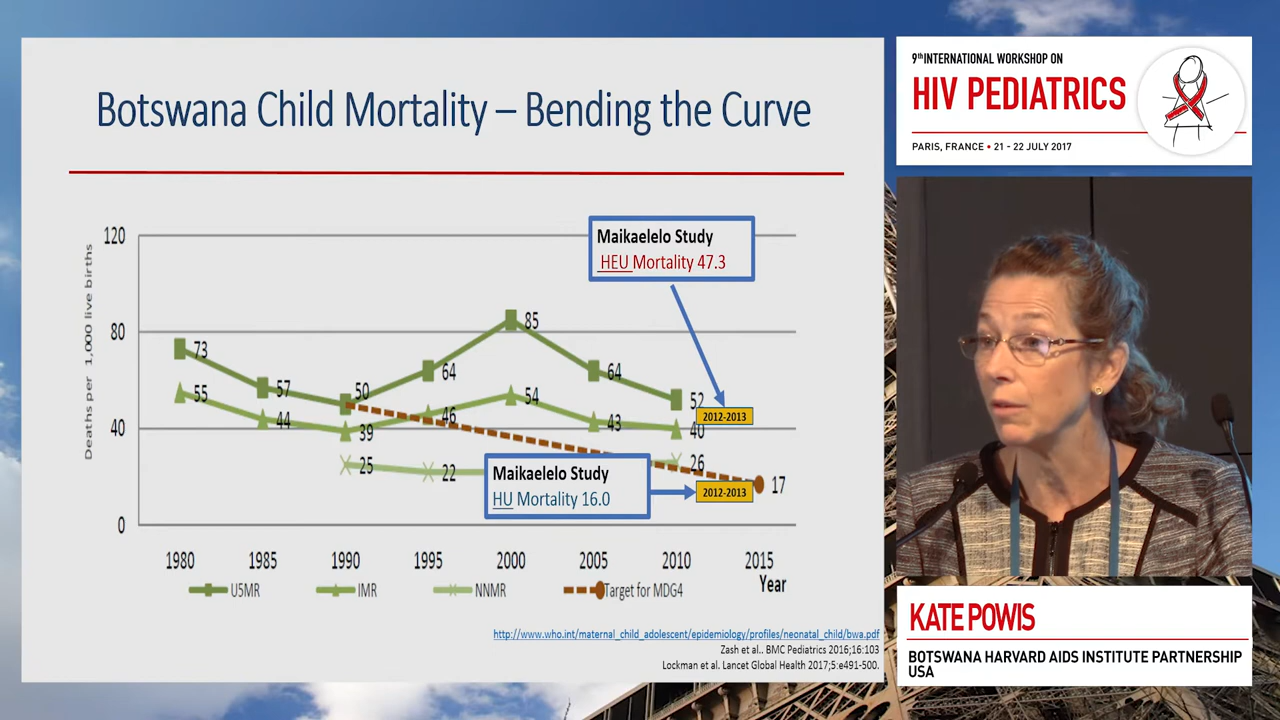 Botswana Child Mortality – Bending the Curve
Deaths per 1,000 live births
120
80
40
0
73
57
50
64
85
64
52
55
44
39
46
54
43
40
25
22
26
17
Maikaelelo Study
HEU Mortality 47.3
2012-2013
Maikaelelo Study
HU Mortality 16.0
2012-2013
1980 1985 1990 1995 2000 2005 2010 2015
Year
U5MR IMR NNMR Target for MDG4
http://www.who.int/maternal_child_adolescent/epidemiology/profiles/neonatal_child/bwa.pdf
Zash et al.. BMC Pediatrics 2016;16:103
Lockman et al. Lancet Global Health 2017;5:e491-500.
9th INTERNATIONAL WORKSHOP ON
HIV PEDIATRICS
PARIS, FRANCE • 21 - 22 JULY 2017
KATE POWIS
BOTSWANA HARVARD AIDS INSTITUTE PARTNERSHIP
USA